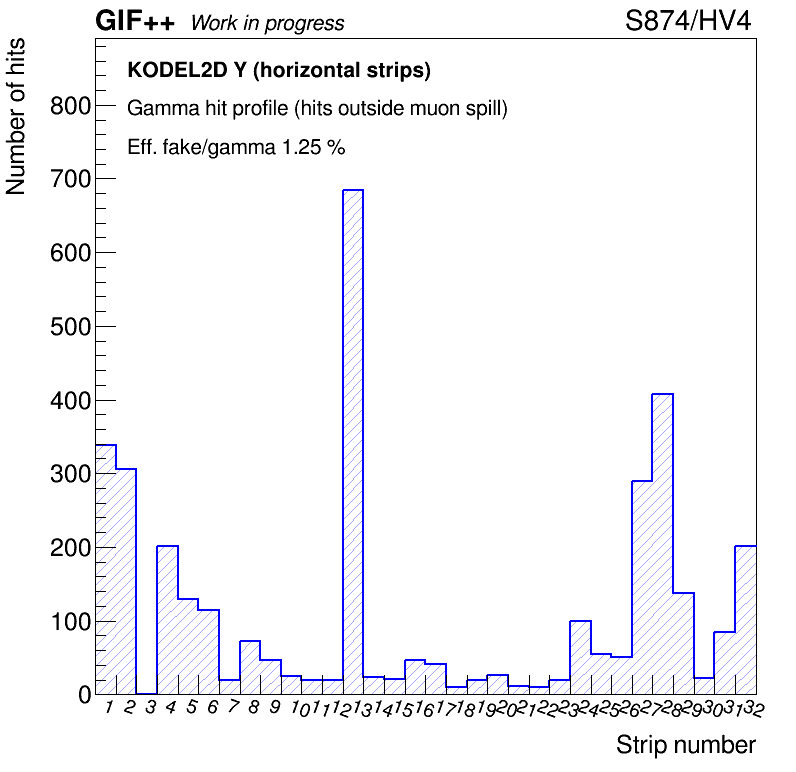 GIF++ Work in progress S874/HV4
Number of hits
KODEL2D Y (horizontal strips)
Gamma hit profile (hits outside muon spill)
Eff. fake/gamma 1.25 %
800
700
600
500
400
300
200
100
0
1 2 3 4 5 6 7 8 9 10 11 12 13 14 15 16 17 18 19 20 21 22 23 24 25 26 27 28 29 30 31 32
Strip number